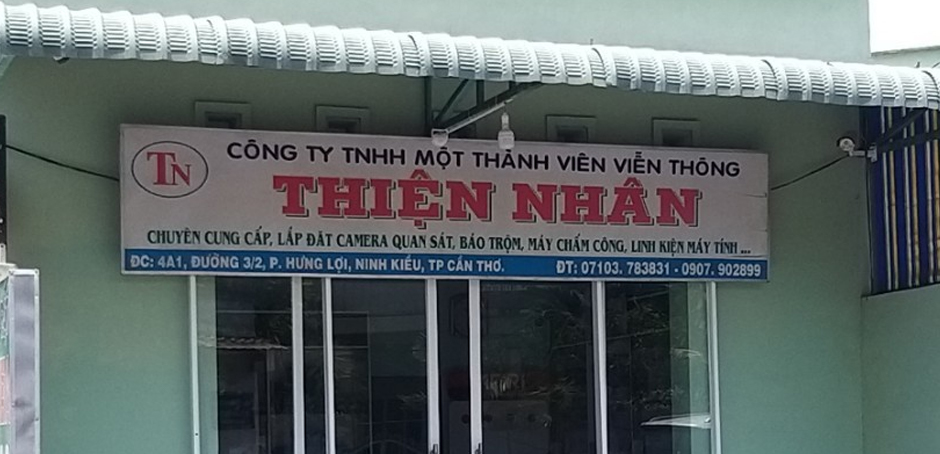 TN
CÔNG TY TNHH MỘT THÀNH VIÊN VIỄN THÔNG
THIỆN NHÂN
CHUYÊN CUNG CẤP, LẮP ĐẶT CAMERA QUAN SÁT, BÁO TRỘM, MÁY CHẤM CÔNG, LINH KIỆN MÁY TÍNH ...
ĐC: 4A1, ĐƯỜNG 3/2, P. HƯNG LỢI, NINH KIỀU, TP CẦN THƠ. ĐT: 07103. 783831 - 0907. 902899